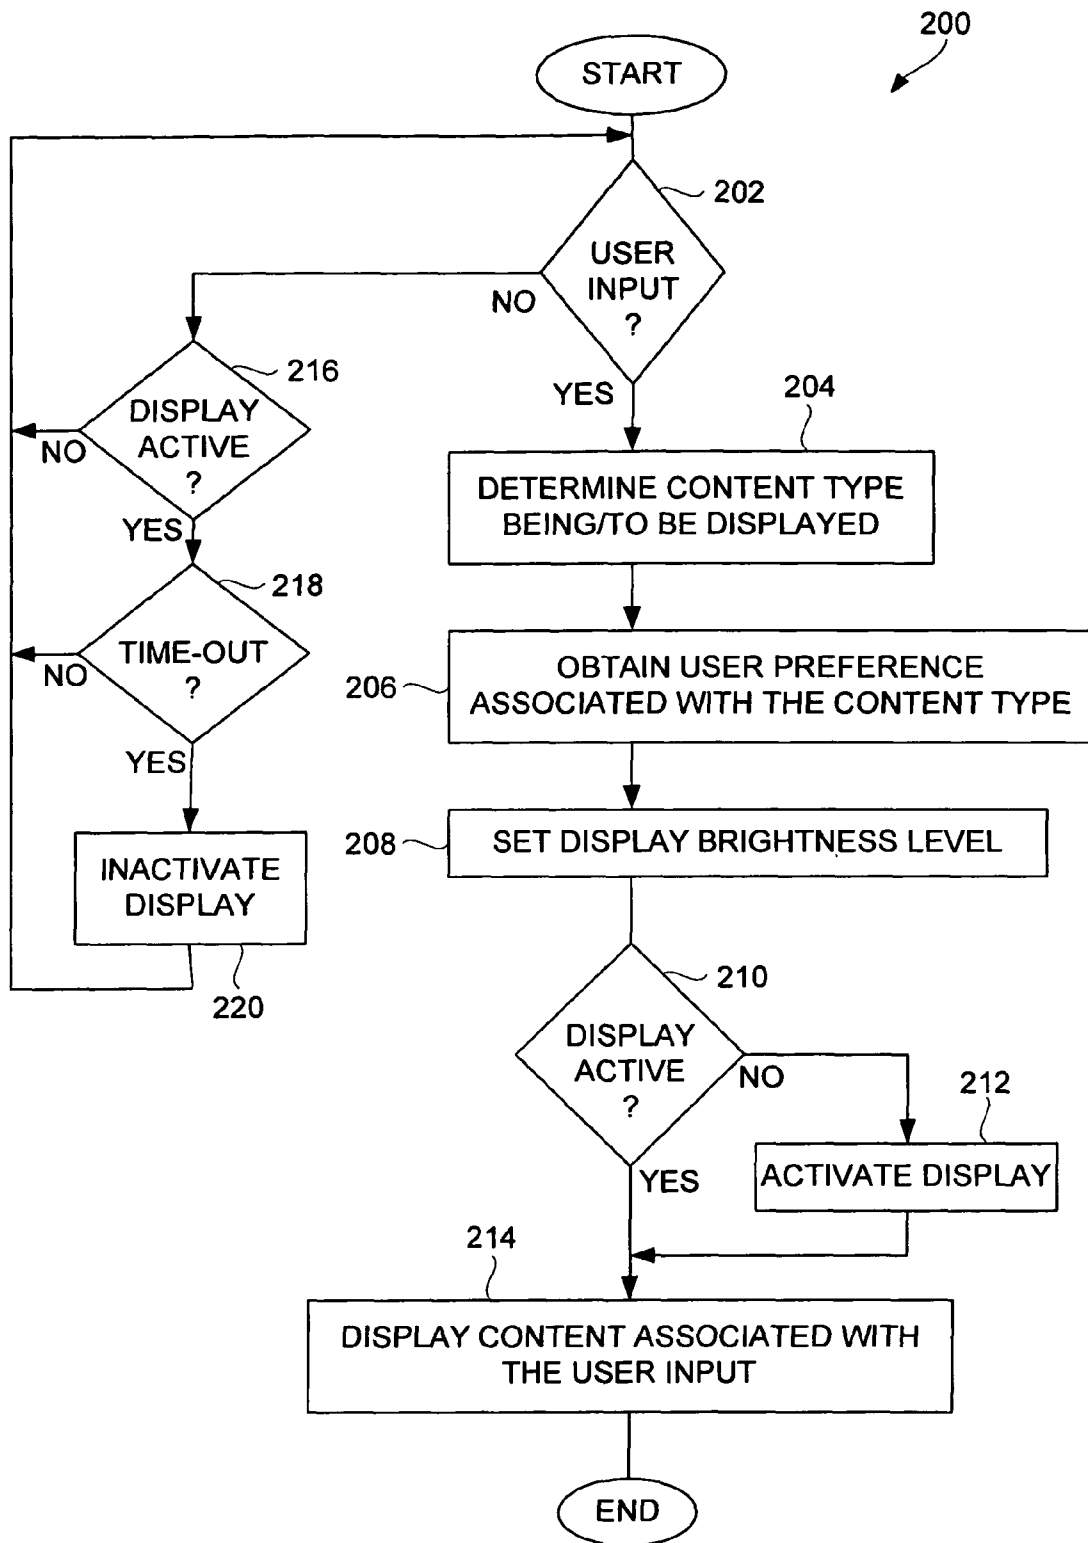 200
START
202
USER
INPUT
?
NO
YES
216
DISPLAY
ACTIVE
?
NO
YES
204
DETERMINE CONTENT TYPE
BEING/TO BE DISPLAYED
218
TIME-OUT
?
NO
YES
206
OBTAIN USER PREFERENCE
ASSOCIATED WITH THE CONTENT TYPE
208
SET DISPLAY BRIGHTNESS LEVEL
INACTIVATE
DISPLAY
220
210
DISPLAY
ACTIVE
?
NO
YES
212
ACTIVATE DISPLAY
214
DISPLAY CONTENT ASSOCIATED WITH
THE USER INPUT
END